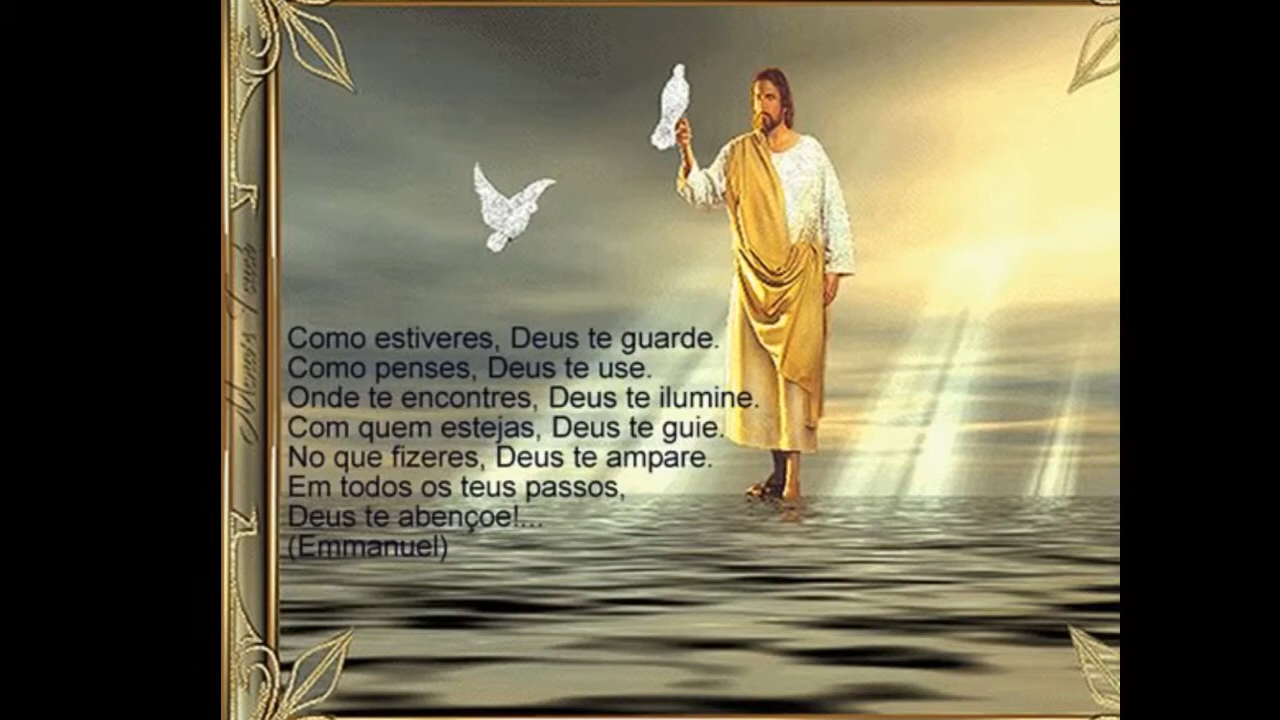 Como estiveres, Deus te guarde.
Como penses, Deus te use.
Onde te encontres, Deus te ilumine.
Com quem estejas, Deus te guie.
No que fizeres, Deus te ampare.
Em todos os teus passos,
Deus te abençoe!...
(Emmanuel)